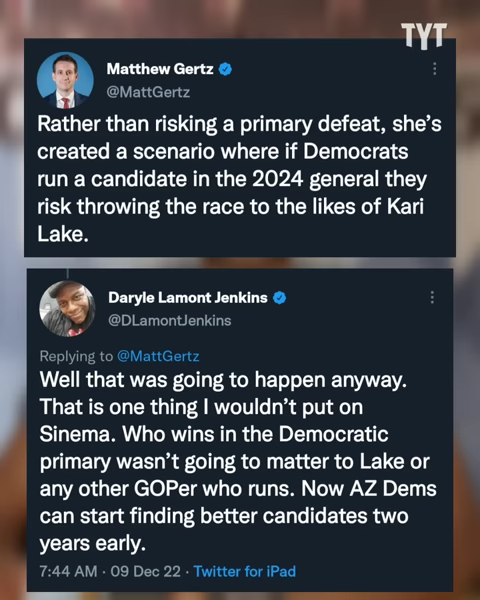 TYT
Matthew Gertz
@MattGertz
Rather than risking a primary defeat, she's
created a scenario where if Democrats
run a candidate in the 2024 general they
risk throwing the race to the likes of Kari
Lake.
Daryle Lamont Jenkins
@DLamontJenkins
Replying to @MattGertz
Well that was going to happen anyway.
That is one thing I wouldn't put on
Sinema. Who wins in the Democratic
primary wasn't going to matter to Lake or
any other GOPer who runs. Now AZ Dems
can start finding better candidates two
years early.
7:44 AM · 09 Dec 22 · Twitter for iPad